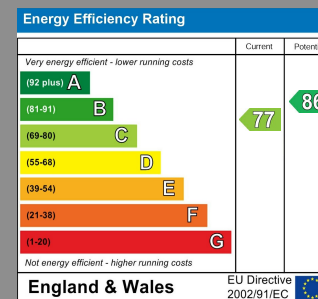 Energy Efficiency Rating
Current
Potent
Very energy efficient - lower running costs
(92 plus) A
(81-91) B
(69-80) C
(55-68) D
(39-54) E
(21-38) F
(1-20) G
77
86
Not energy efficient - higher running costs
England & Wales
EU Directive
2002/91/EC